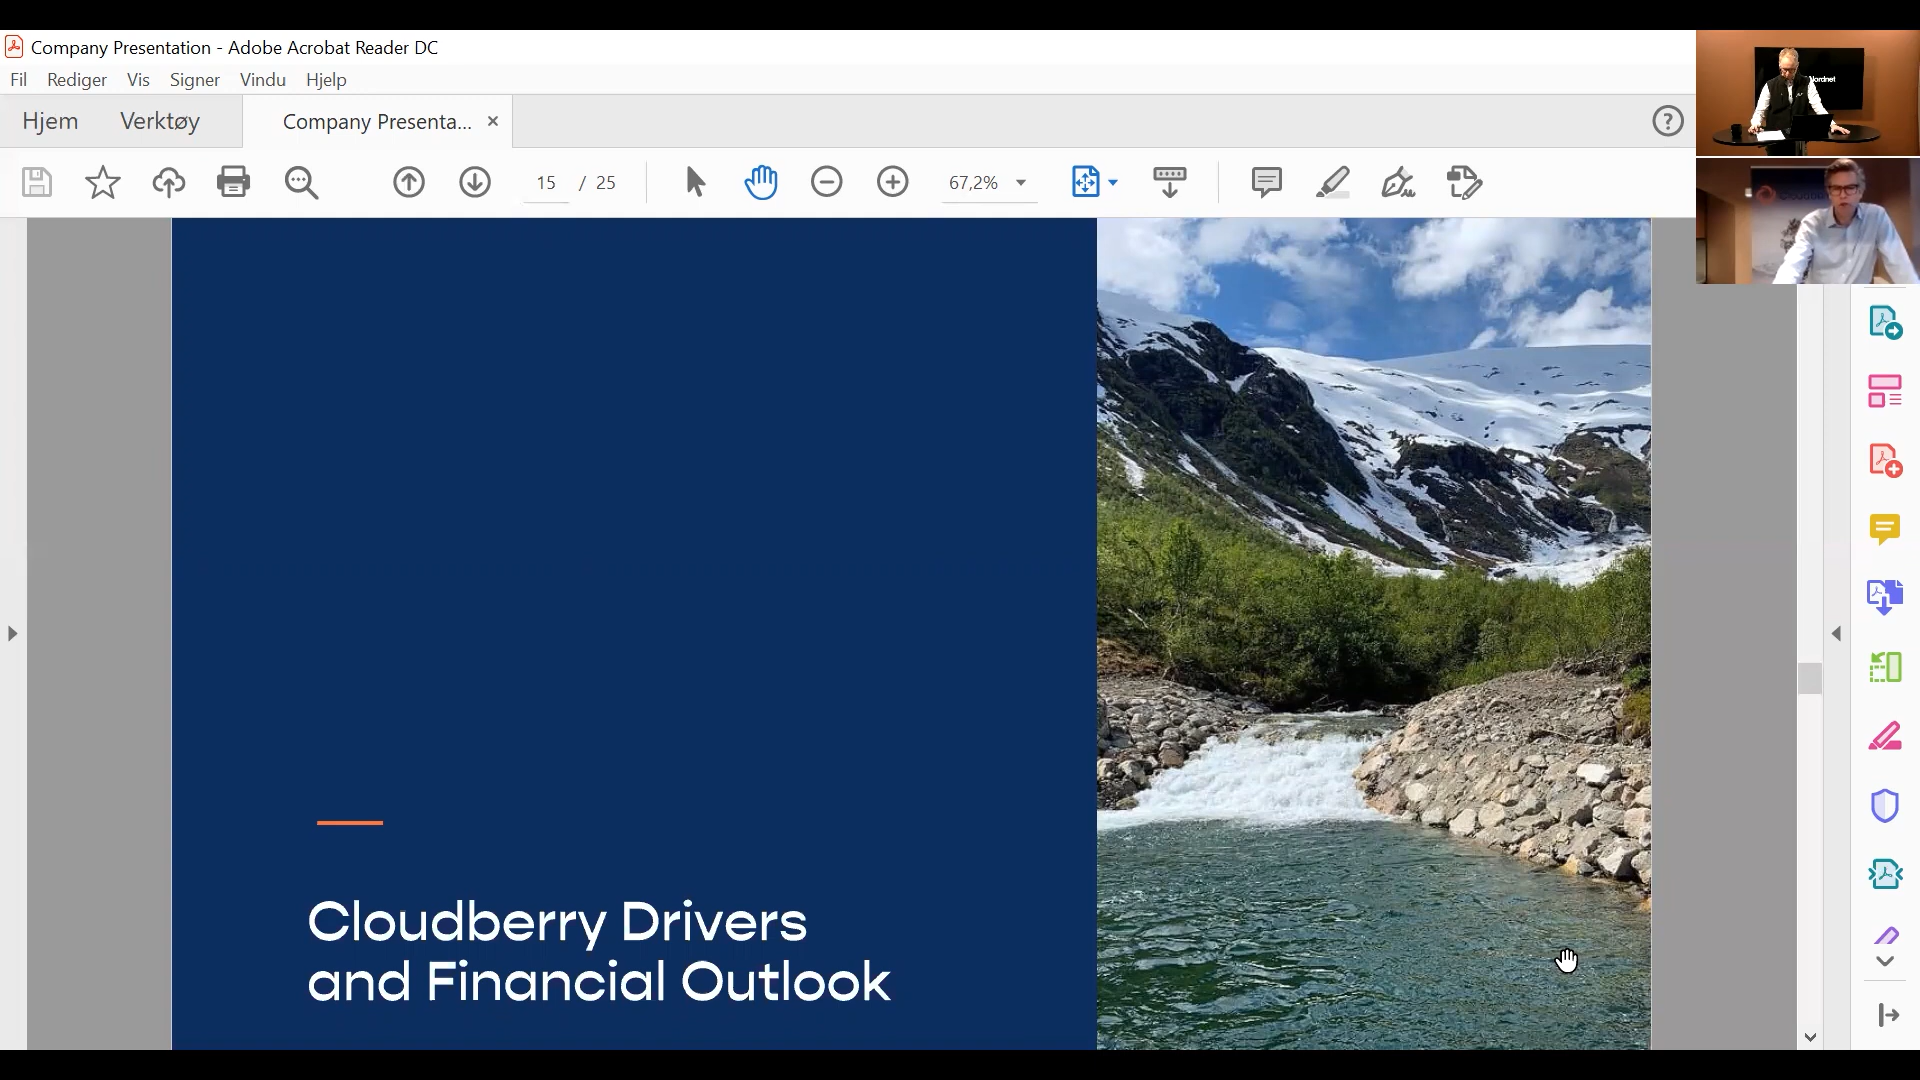 Company Presentation - Adobe Acrobat Reader DC
Fil Rediger Vis Signer Vindu Hjelp
Hjem Verktøy Company Presenta...
15 / 25 67,2%
Nordnet
Cloudberry Drivers
and Financial Outlook